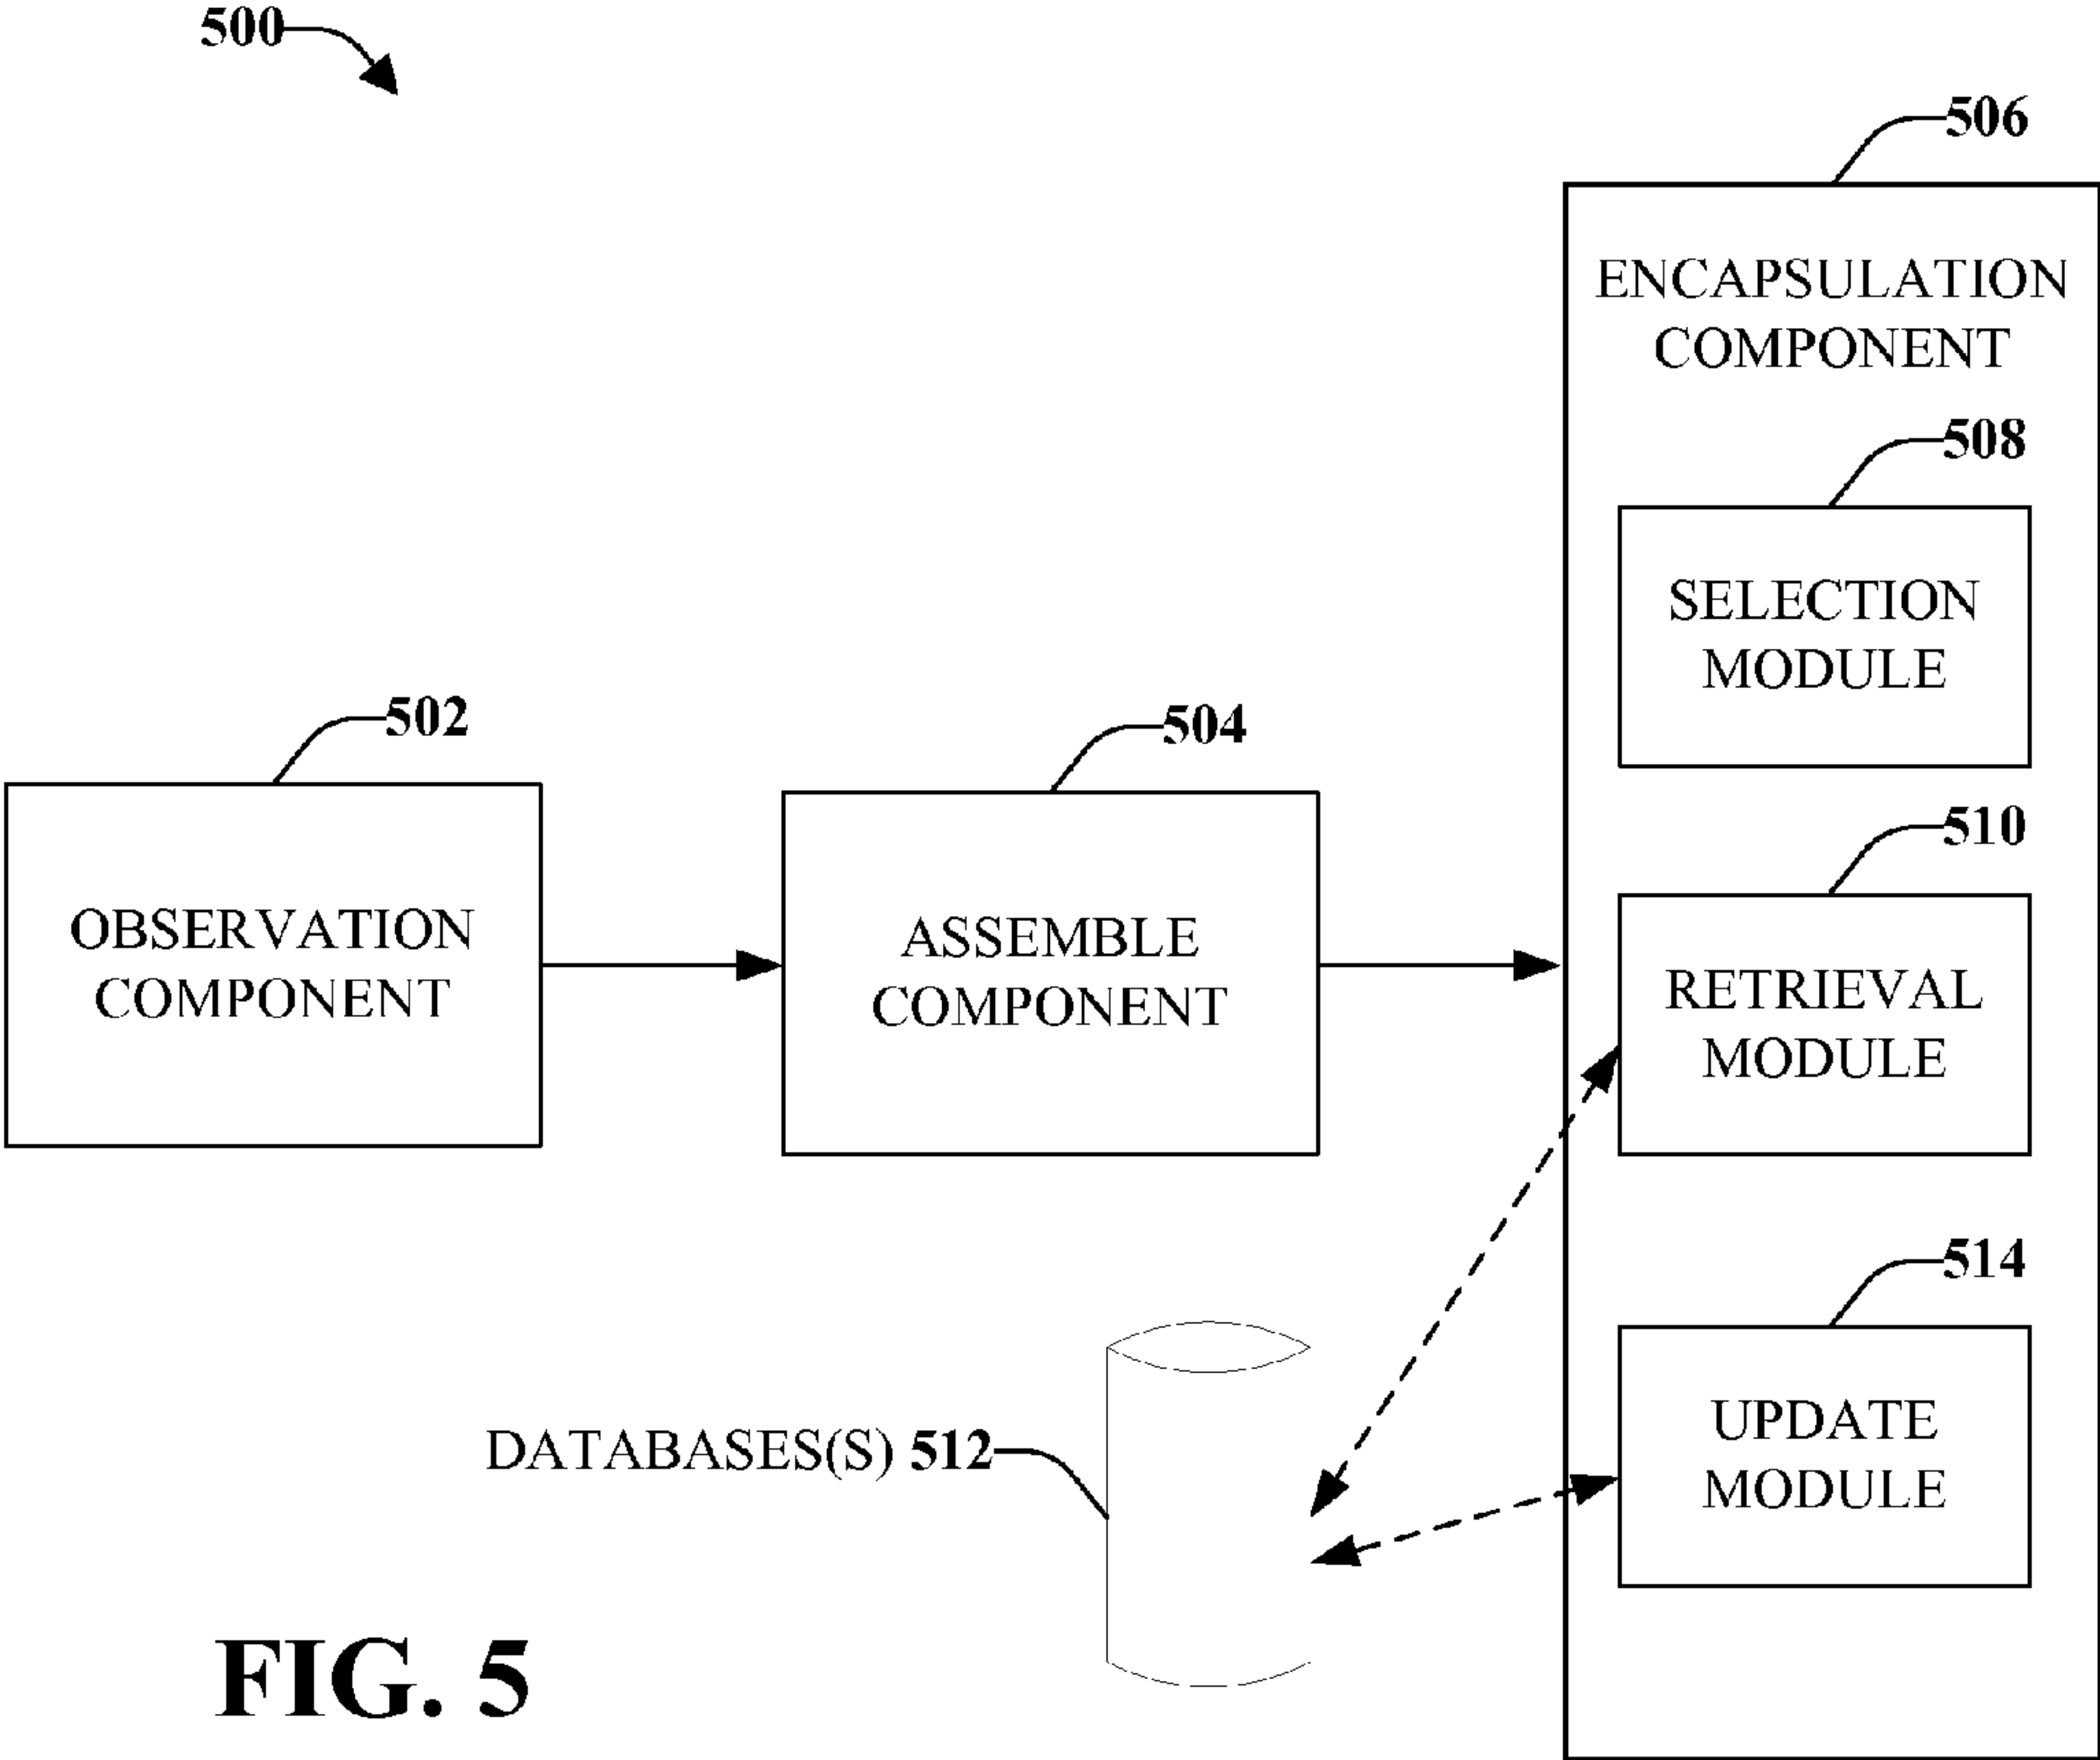 500
506
ENCAPSULATION
COMPONENT
508
SELECTION
MODULE
502
504
OBSERVATION
COMPONENT
ASSEMBLE
COMPONENT
510
RETRIEVAL
MODULE
514
UPDATE
MODULE
DATABASES(S) 512
FIG. 5